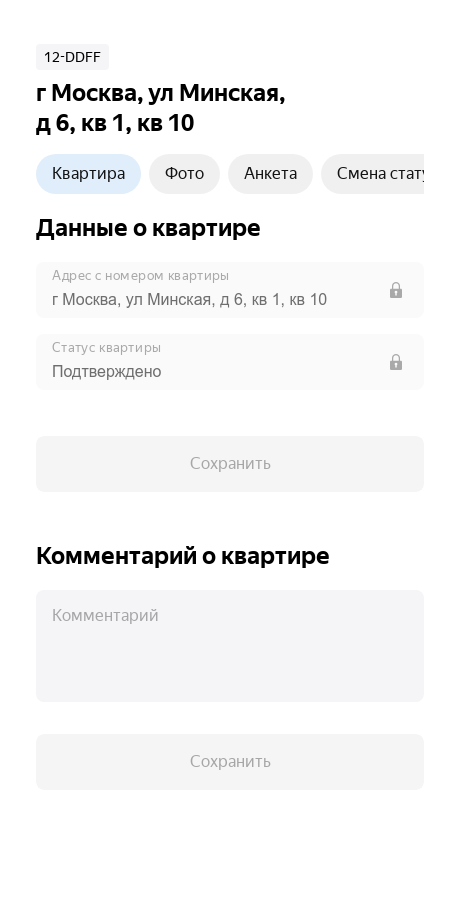 12-DDFF
г Москва, ул Минская,
д 6, кв 1, кв 10
Квартира Фото Анкета Смена стату
Данные о квартире
Адрес с номером квартиры
г Москва, ул Минская, д 6, кв 1, кв 10
Статус квартиры
Подтверждено
Сохранить
Комментарий о квартире
Комментарий
Сохранить